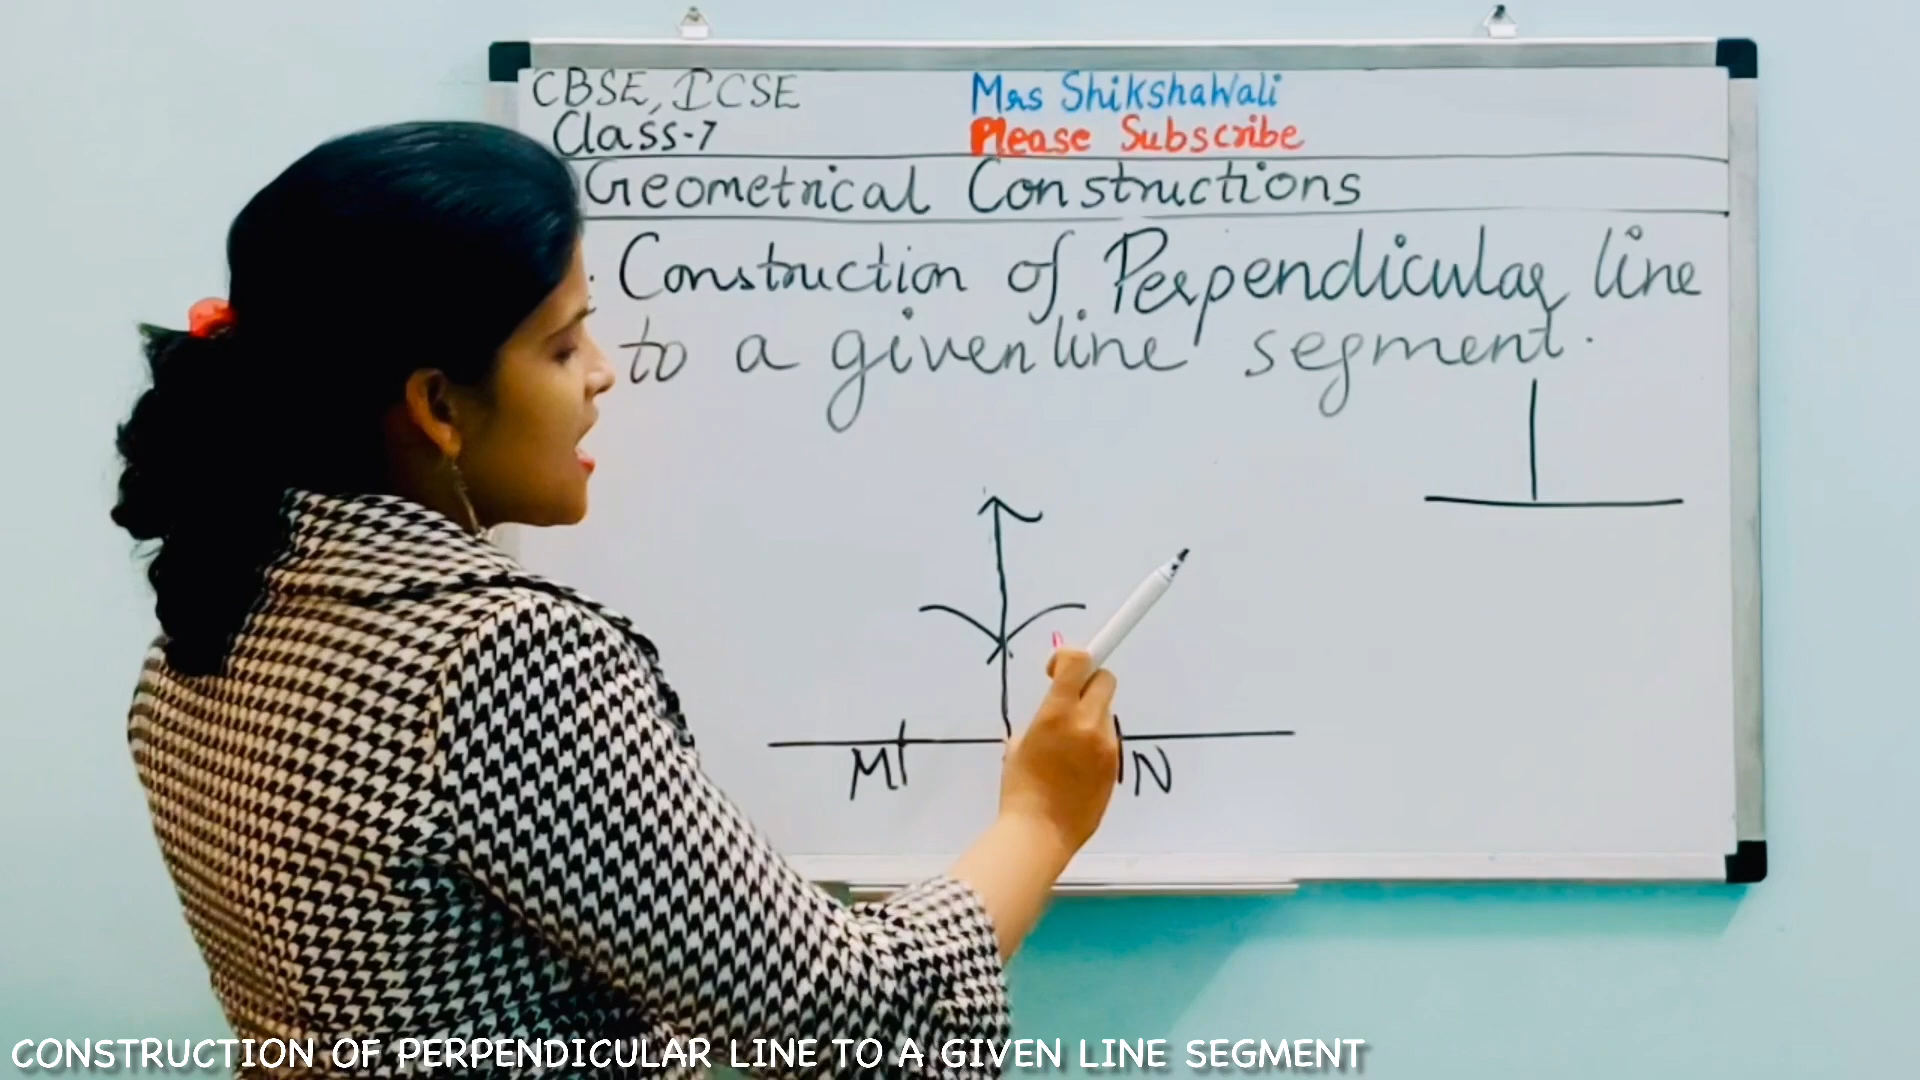 CBSE, ICSE
Class-7
Mrs ShikshaWali
Please Subscribe
Geometrical Constructions
: Construction of Perpendicular line
to a given line segment.
M
N
CONSTRUCTION OF PERPENDICULAR LINE TO A GIVEN LINE SEGMENT